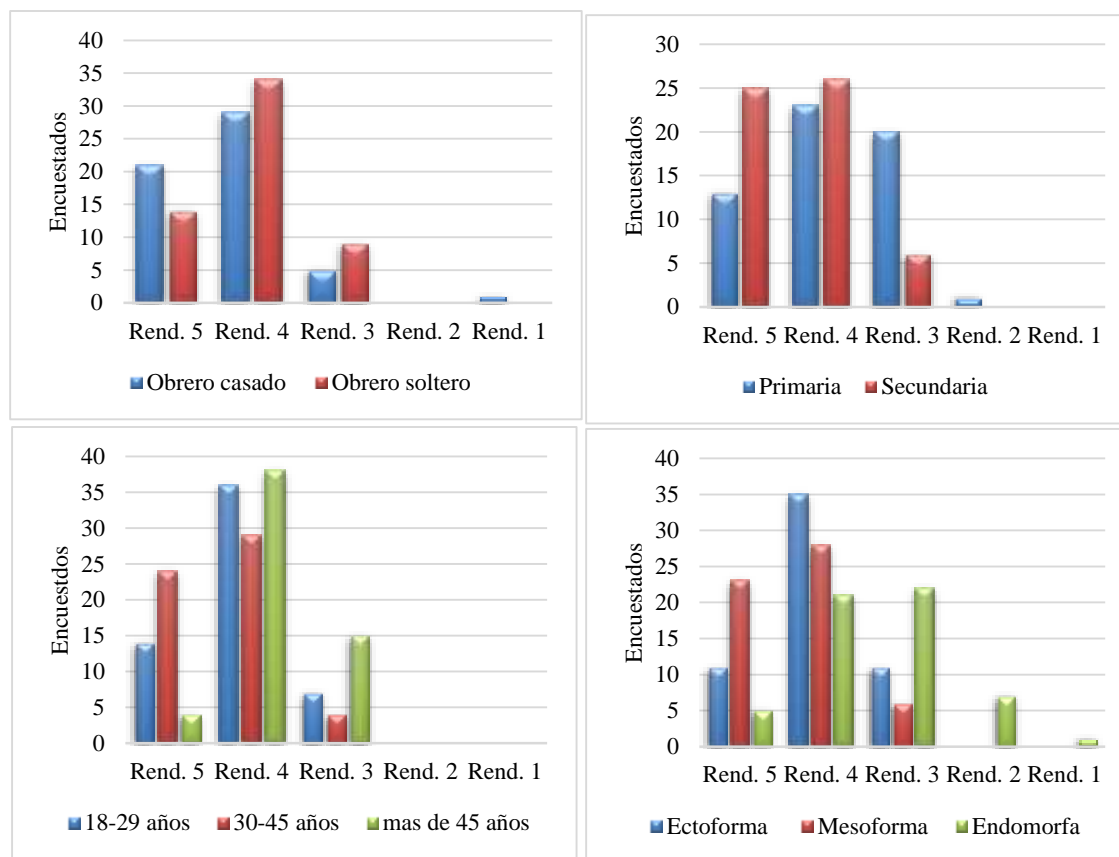 40
35
30
25
20
15
10
5
0
Encuestados
Rend. 5 Rend. 4 Rend. 3 Rend. 2 Rend. 1
Obrero casado Obrero soltero
30
25
20
15
10
5
0
Encuestados
Rend. 5 Rend. 4 Rend. 3 Rend. 2 Rend. 1
Primaria Secundaria
40
35
30
25
20
15
10
5
0
Encuestdos
Rend. 5 Rend. 4 Rend. 3 Rend. 2 Rend. 1
18-29 años 30-45 años mas de 45 años
40
35
30
25
20
15
10
5
0
Encuestados
Rend. 5 Rend. 4 Rend. 3 Rend. 2 Rend. 1
Ectoforma Mesoforma Endomorfa